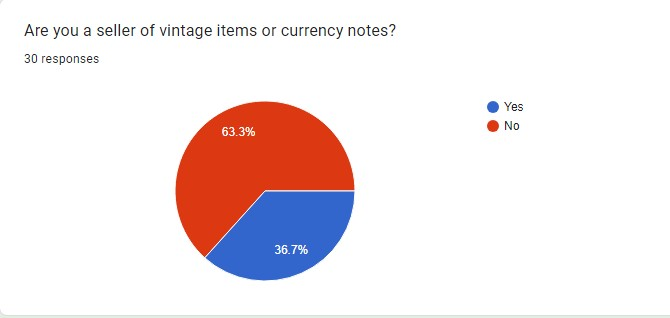 Are you a seller of vintage items or currency notes?
30 responses
Yes
No
63.3%
36.7%